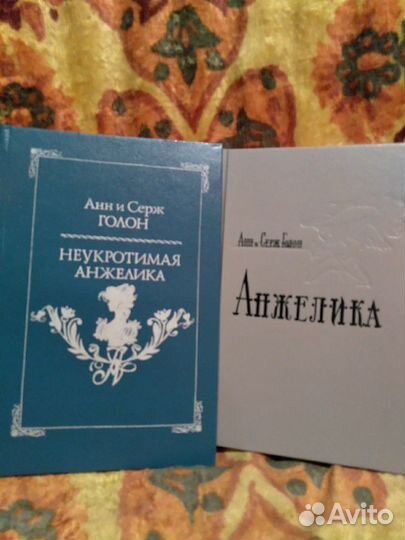 Анн и Серж
ГОЛОН
НЕУКРОТИМАЯ
АНЖЕЛИКА
Анн и Серж Голон
АНЖЕЛИКА
Avito